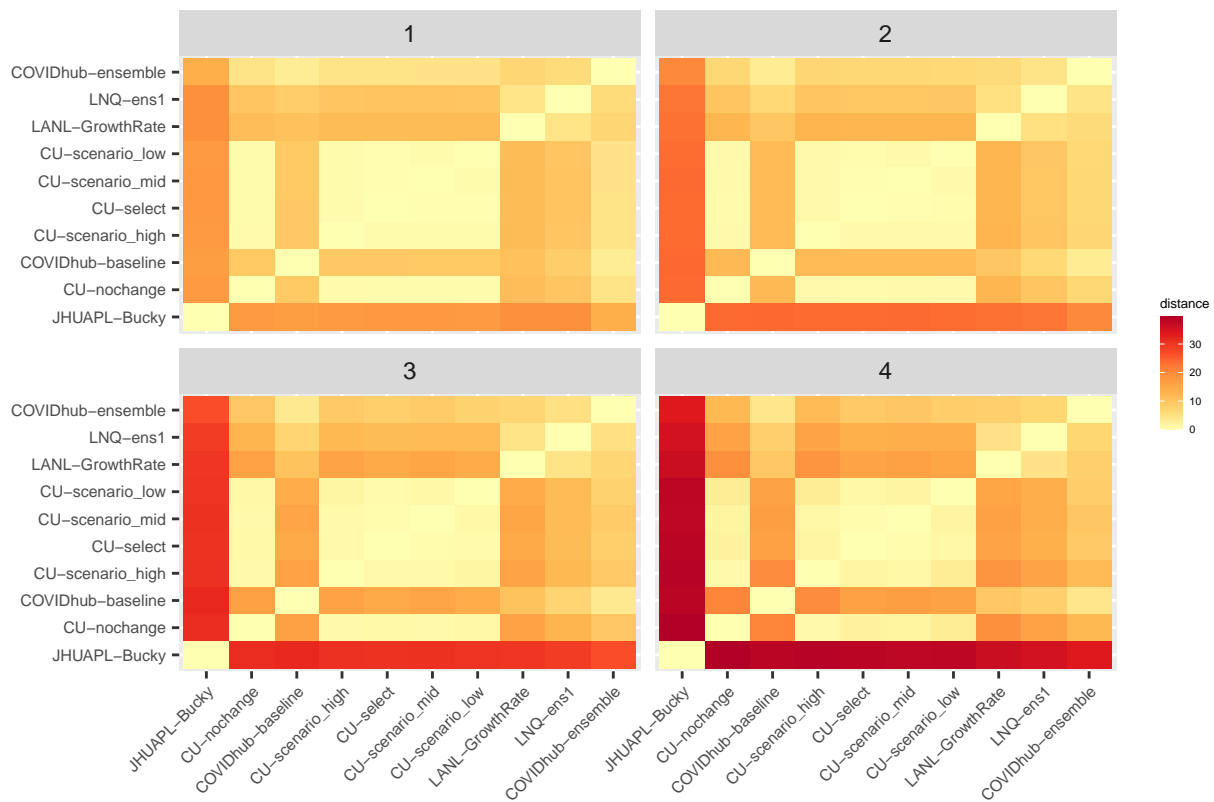 1
2
COVIDhub−ensemble
LNQ−ens1
LANL−GrowthRate
CU−scenario_low
CU−scenario_mid
CU−select
CU−scenario_high
COVIDhub−baseline
CU−nochange
JHUAPL−Bucky
distance
30
20
10
0
3
4
COVIDhub−ensemble
LNQ−ens1
LANL−GrowthRate
CU−scenario_low
CU−scenario_mid
CU−select
CU−scenario_high
COVIDhub−baseline
CU−nochange
JHUAPL−Bucky
JHUAPL−Bucky
CU−nochange
COVIDhub−baseline
CU−scenario_high
CU−select
CU−scenario_mid
CU−scenario_low
LANL−GrowthRate
LNQ−ens1
COVIDhub−ensemble
JHUAPL−Bucky
CU−nochange
COVIDhub−baseline
CU−scenario_high
CU−select
CU−scenario_mid
CU−scenario_low
LANL−GrowthRate
LNQ−ens1
COVIDhub−ensemble